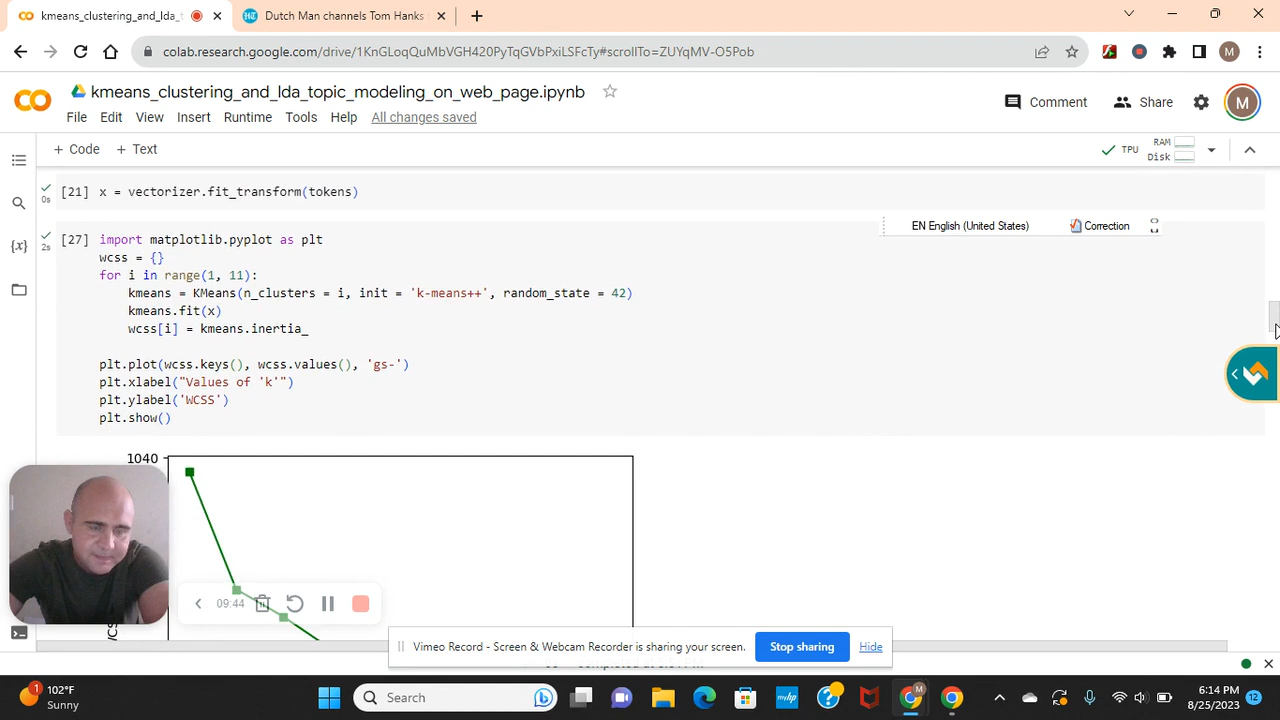 kmeans_clustering_and_lda_t
Dutch Man channels Tom Hanks
colab.research.google.com/drive/1KnGLoqQuMbVGH420PyTqGVbPxiLSFcTy#scrollTo=ZUYqMV-O5Pob
M
kmeans_clustering_and_lda_topic_modeling_on_web_page.ipynb
Comment
Share
M
File Edit View Insert Runtime Tools Help All changes saved
+ Code + Text
TPU
RAM
Disk
0s
[21] x = vectorizer.fit_transform(tokens)
EN English (United States) Correction
2s
[27] import matplotlib.pyplot as plt
wcss = {}
for i in range(1, 11):
kmeans = KMeans(n_clusters = i, init = 'k-means++', random_state = 42)
kmeans.fit(x)
wcss[i] = kmeans.inertia_
plt.plot(wcss.keys(), wcss.values(), 'gs-')
plt.xlabel("Values of 'k'")
plt.ylabel('WCSS')
plt.show()
1040
09:44
Vimeo Record - Screen & Webcam Recorder is sharing your screen.
Stop sharing
Hide
1
102°F
Sunny
Search
hp
M
6:14 PM
8/25/2023
12